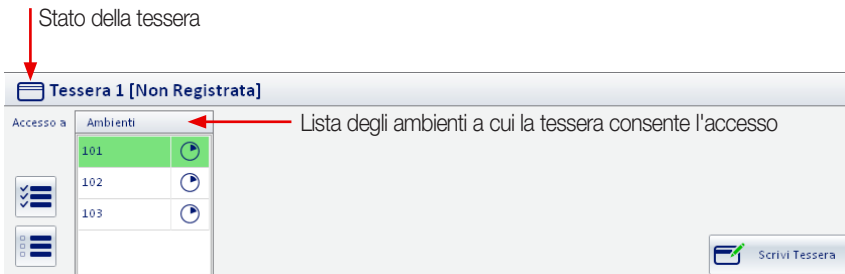 Stato della tessera
Tessera 1 [Non Registrata]
Accesso a
Ambienti
Lista degli ambienti a cui la tessera consente l'accesso
101
102
103
Scrivi Tessera